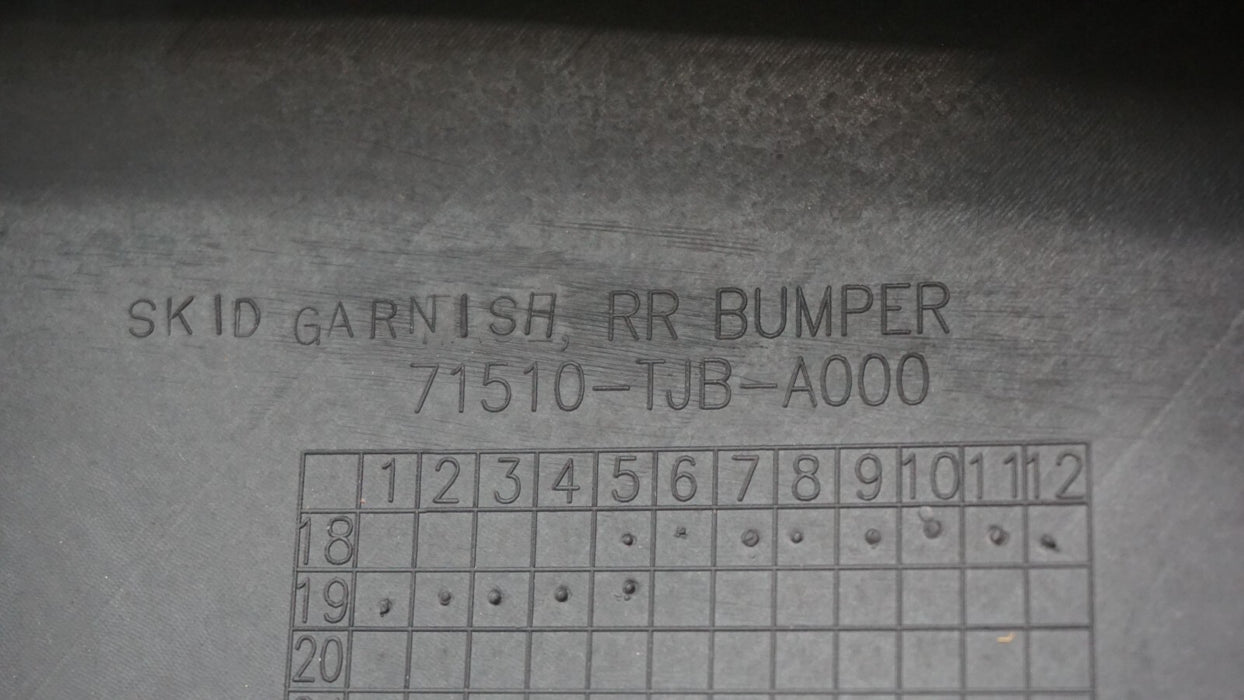 SKID GARNISH, RR BUMPER
71510-TJB-A000
1 2 3 4 5 6 7 8 9 10 11 12
18
19
20